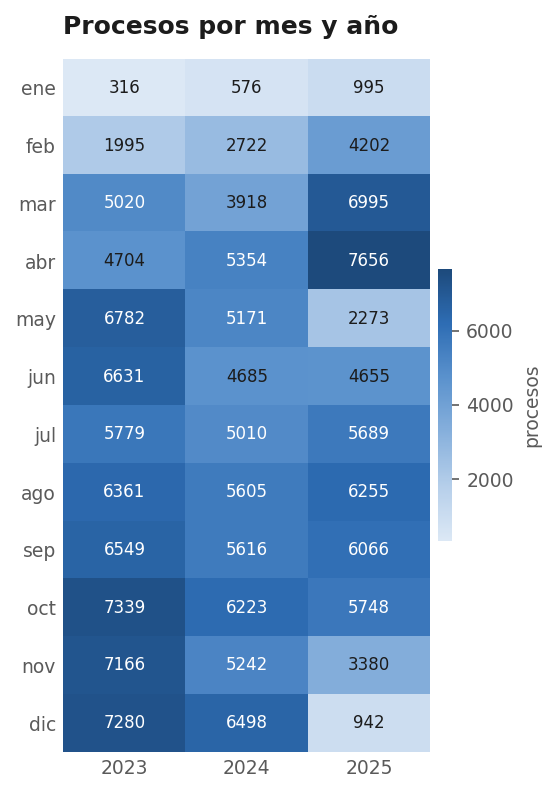 Procesos por mes y año
ene 316 576 995
feb 1995 2722 4202
mar 5020 3918 6995
abr 4704 5354 7656
may 6782 5171 2273
jun 6631 4685 4655
jul 5779 5010 5689
ago 6361 5605 6255
sep 6549 5616 6066
oct 7339 6223 5748
nov 7166 5242 3380
dic 7280 6498 942
2023 2024 2025
6000
4000
2000
procesos